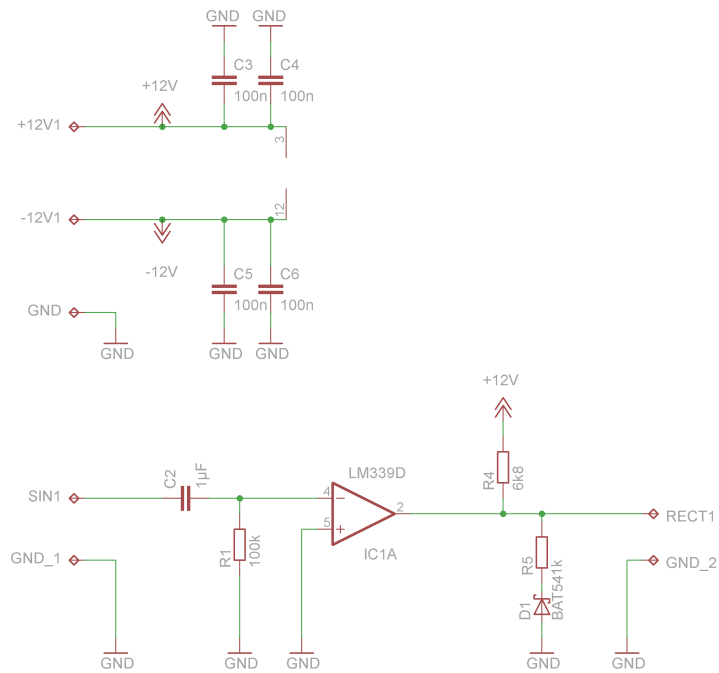 GND GND
C3 C4
100n 100n
+12V
+12V1
3
12
-12V1
-12V
C5 C6
100n 100n
GND
GND GND GND
+12V
LM339D
R4
6k8
C2
1µF
SIN1
4
5
2
IC1A
RECT1
R1
100k
R5
D1
BAT541k
GND_1
GND_2
GND GND GND GND GND